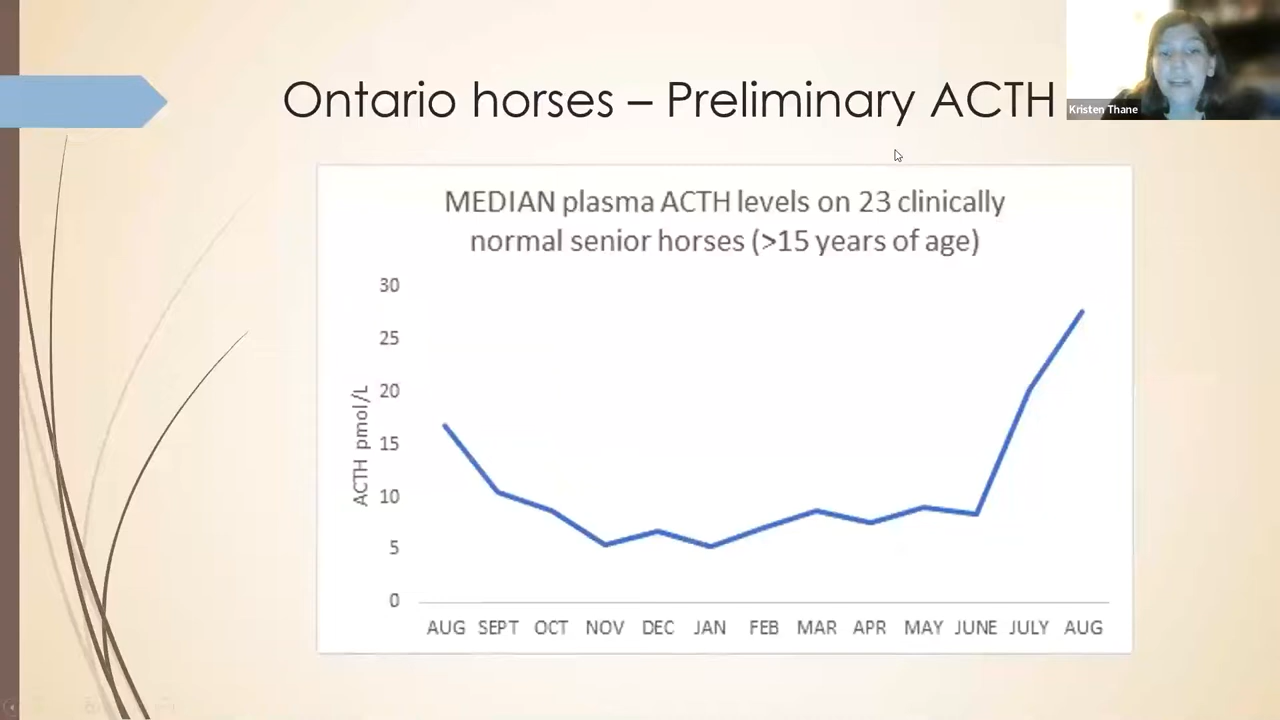 Ontario horses – Preliminary ACTH
Kristen Thane
MEDIAN plasma ACTH levels on 23 clinically
normal senior horses (>15 years of age)
30
25
20
15
10
5
0
ACTH pmol/L
AUG SEPT OCT NOV DEC JAN FEB MAR APR MAY JUNE JULY AUG